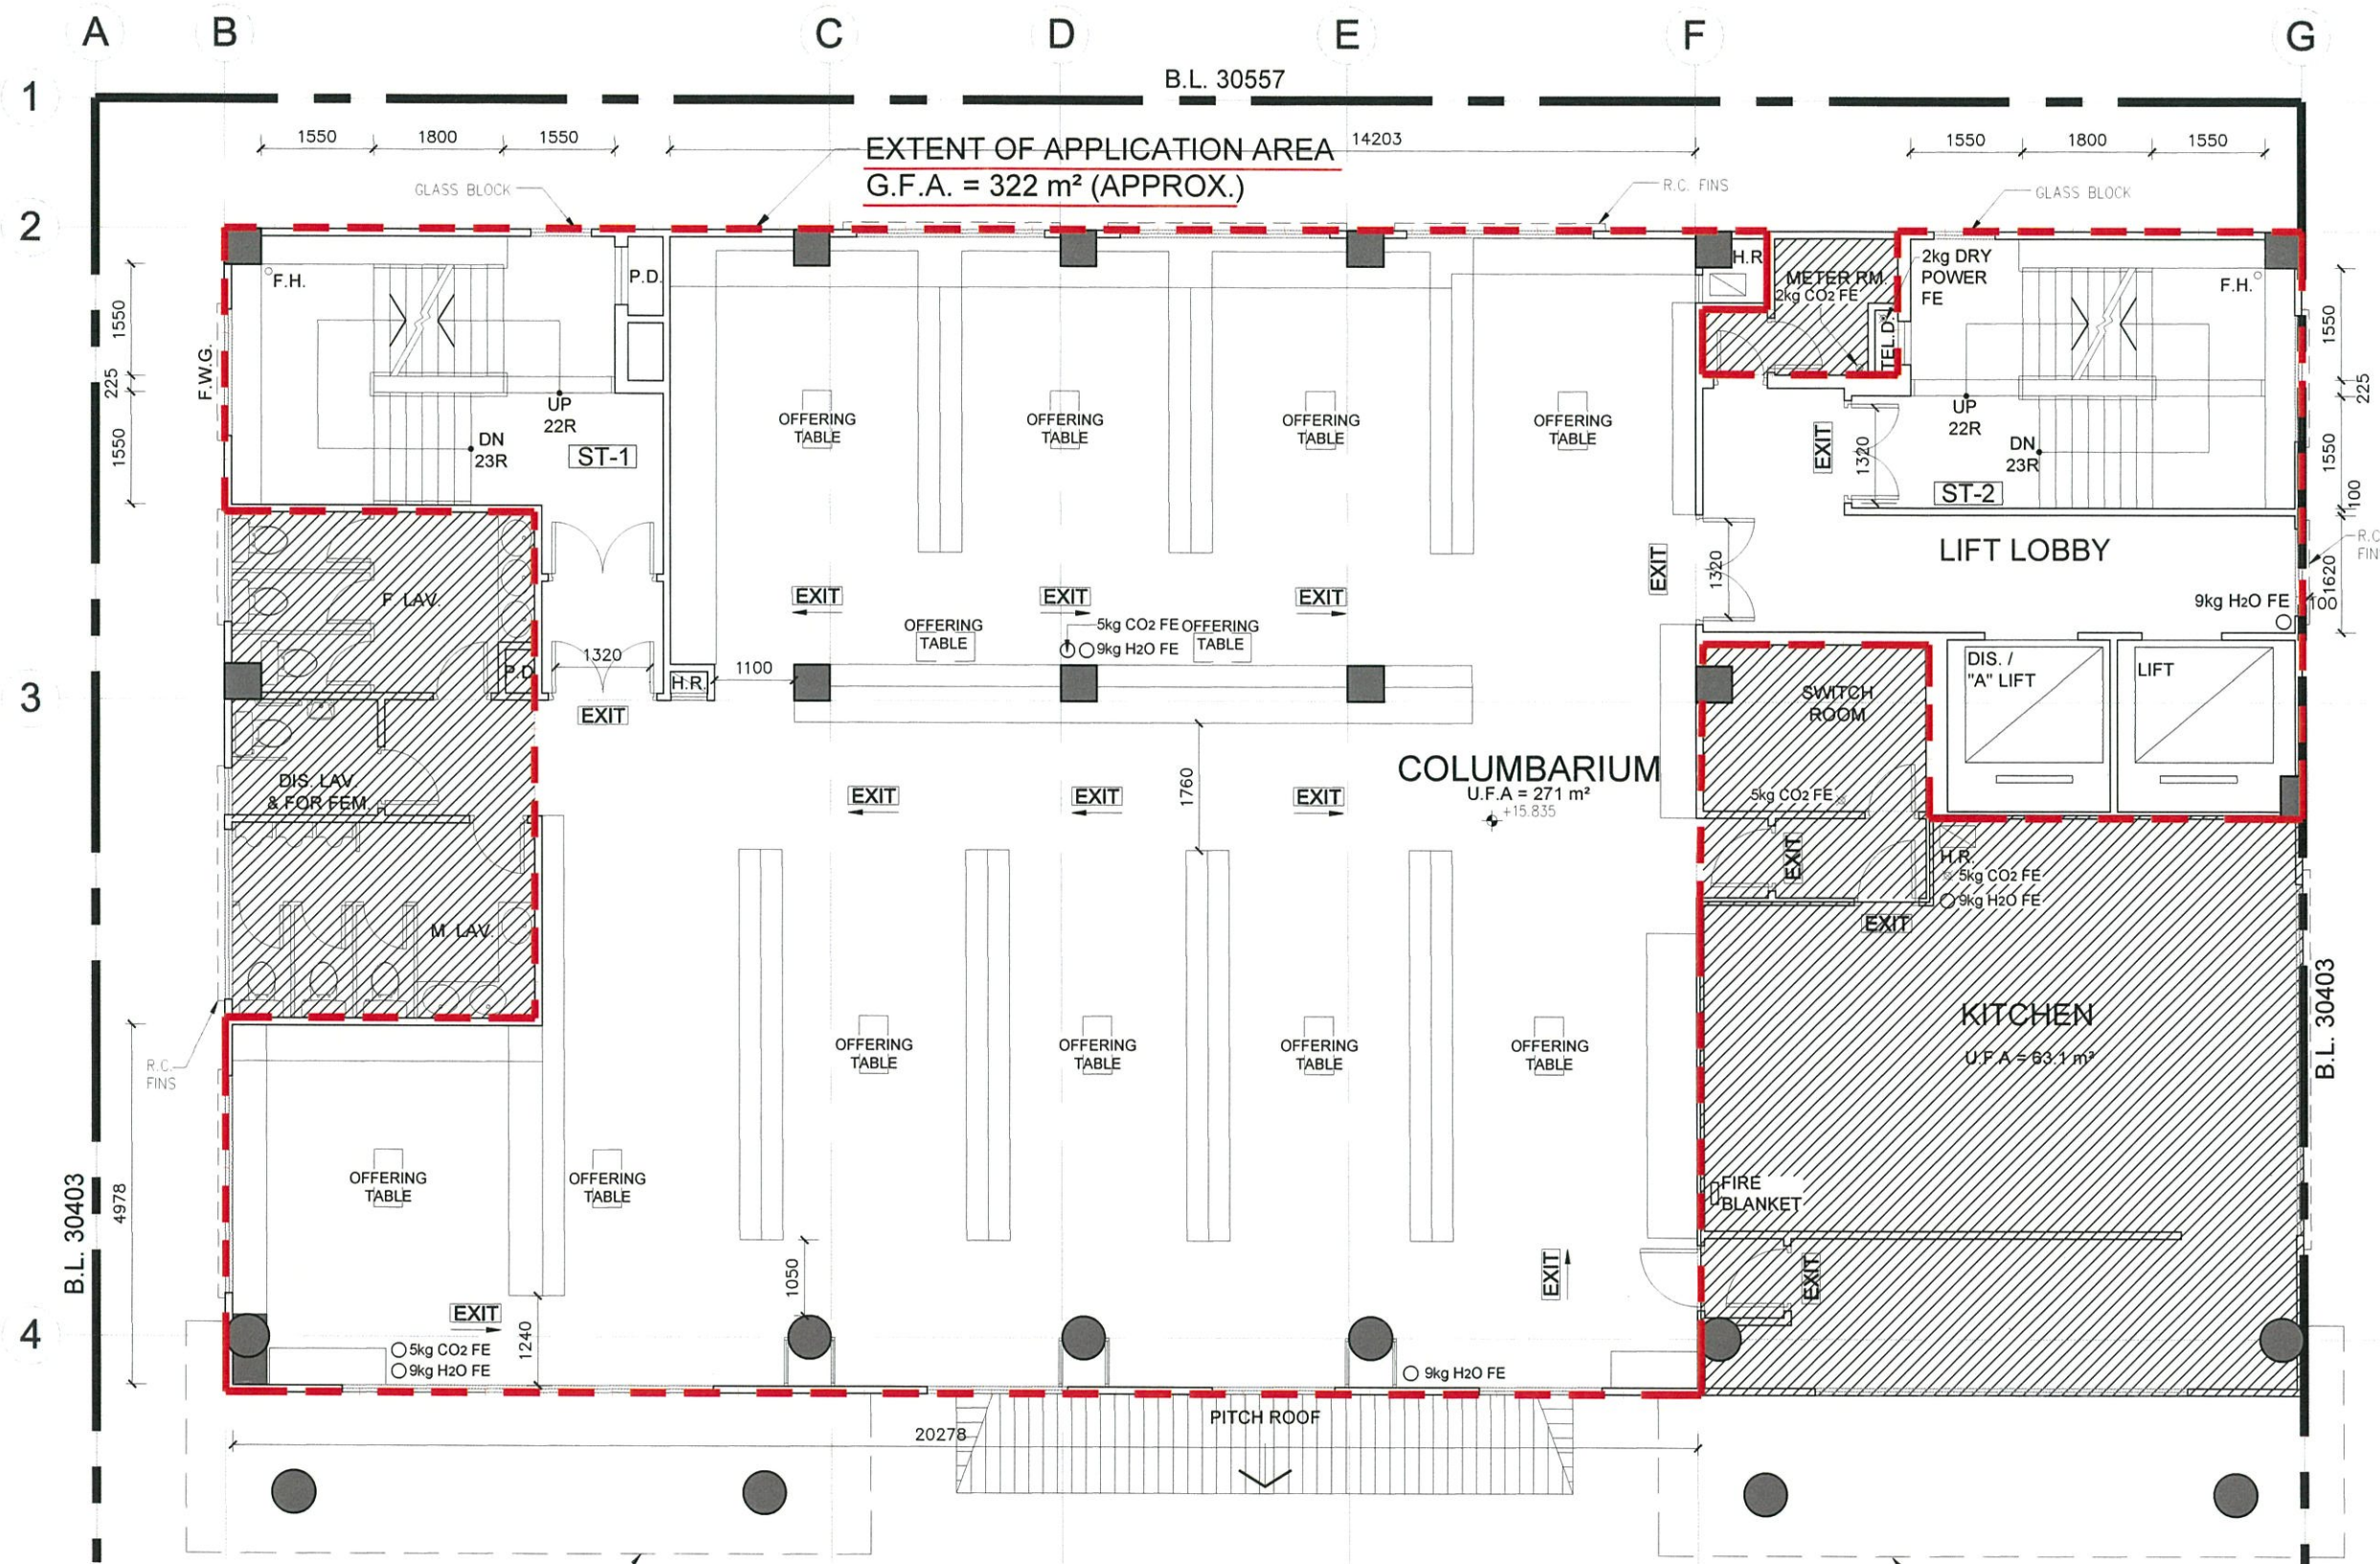 A
B
C
D
E
F
G
1
B.L. 30557
1550
1800
1550
14203
1550
1800
1550
EXTENT OF APPLICATION AREA
G.F.A. = 322 m² (APPROX.)
GLASS BLOCK
R.C. FINS
GLASS BLOCK
2
F.H.
P.D.
H.R.
METER RM.
2kg CO2 FE
2kg DRY
POWER
FE
F.H.
TEL.D.
1550
225
1550
F.W.G.
UP
22R
DN
23R
ST-1
OFFERING
TABLE
OFFERING
TABLE
OFFERING
TABLE
OFFERING
TABLE
EXIT
1320
UP
22R
DN
23R
ST-2
1550
225
1550
100
LIFT LOBBY
R.C
FIN
1620
100
9kg H2O FE
EXIT
1320
F. LAV.
EXIT
EXIT
EXIT
OFFERING
TABLE
5kg CO2 FE
9kg H2O FE
OFFERING
TABLE
P.D.
1320
H.R.
1100
3
EXIT
SWITCH
ROOM
DIS. /
"A" LIFT
LIFT
COLUMBARIUM
U.F.A = 271 m²
+15.835
DIS. LAV.
& FOR FEM.
EXIT
EXIT
EXIT
1760
5kg CO2 FE
EXIT
H.R.
5kg CO2 FE
9kg H2O FE
EXIT
M. LAV.
KITCHEN
U.F.A = 63.1 m²
B.L. 30403
R.C.
FINS
OFFERING
TABLE
OFFERING
TABLE
OFFERING
TABLE
OFFERING
TABLE
OFFERING
TABLE
OFFERING
TABLE
FIRE
BLANKET
B.L. 30403
4978
1050
EXIT
EXIT
EXIT
4
1240
5kg CO2 FE
9kg H2O FE
9kg H2O FE
PITCH ROOF
20278